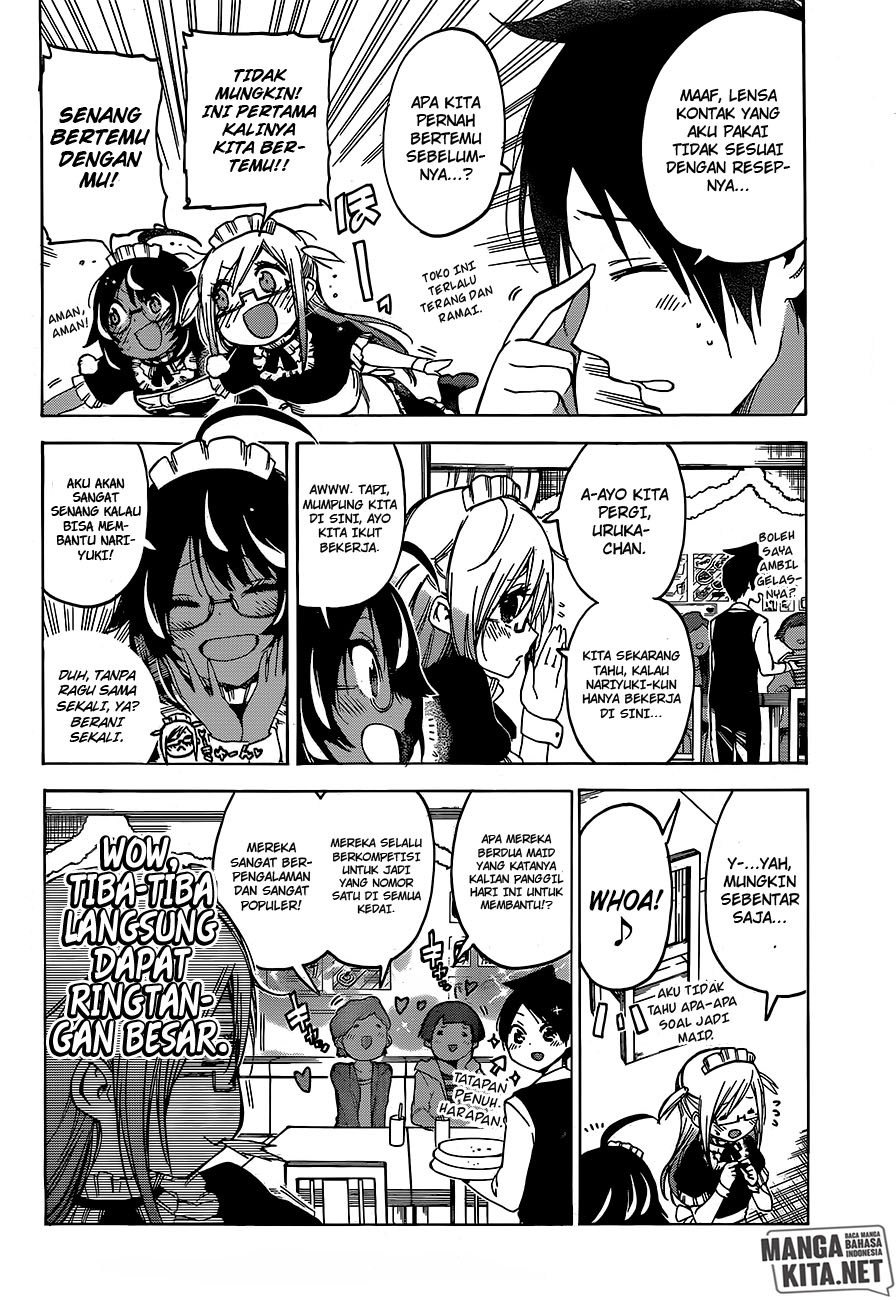 MAAF, LENSA
KONTAK YANG
AKU PAKAI
TIDAK SESUAI
DENGAN RESEP-
NYA...
APA KITA
PERNAH
BERTEMU
SEBELUM-
NYA...?
TIDAK
MUNGKIN!
INI PERTAMA
KALINYA
KITA BER-
TEMU!!
SENANG
BERTEMU
DENGAN
MU!
ほー
TOKO INI
TERLALU
TERANG DAN
RAMAI.
AMAN,
AMAN!
A-AYO KITA
PERGI,
URUKA-
CHAN.
BOLEH
SAYA
AMBIL
GELAS-
NYA?
KITA SEKARANG
TAHU, KALAU
NARIYUKI-KUN
HANYA BEKERJA
DI SINI...
AWWW. TAPI,
MUMPUNG KITA
DI SINI, AYO
KITA IKUT
BEKERJA.
AKU AKAN
SANGAT
SENANG KALAU
BISA MEM-
BANTU NARI-
YUKI!
DUH, TANPA
RAGU SAMA
SEKALI, YA?
BERANI
SEKALI.
Y-...YAH,
MUNGKIN
SEBENTAR
SAJA...
WHOA!
♪
AKU TIDAK
TAHU APA-APA
SOAL JADI
MAID.
APA MEREKA
BERDUA MAID
YANG KATANYA
KALIAN PANGGIL
HARI INI UNTUK
MEMBANTU!?
MEREKA SELALU
BERKOMPETISI
UNTUK JADI
YANG NOMOR
SATU DI SEMUA
KEDAI.
MEREKA
SANGAT BER-
PENGALAMAN
DAN SANGAT
POPULER!
TATAPAN
PENUH
HARAPAN.
WOW,
TIBA-TIBA
LANGSUNG
DAPAT
RINGTAN-
GAN BESAR.
MANGA
KITA.NET
BACA MANGA
BAHASA
INDONESIA